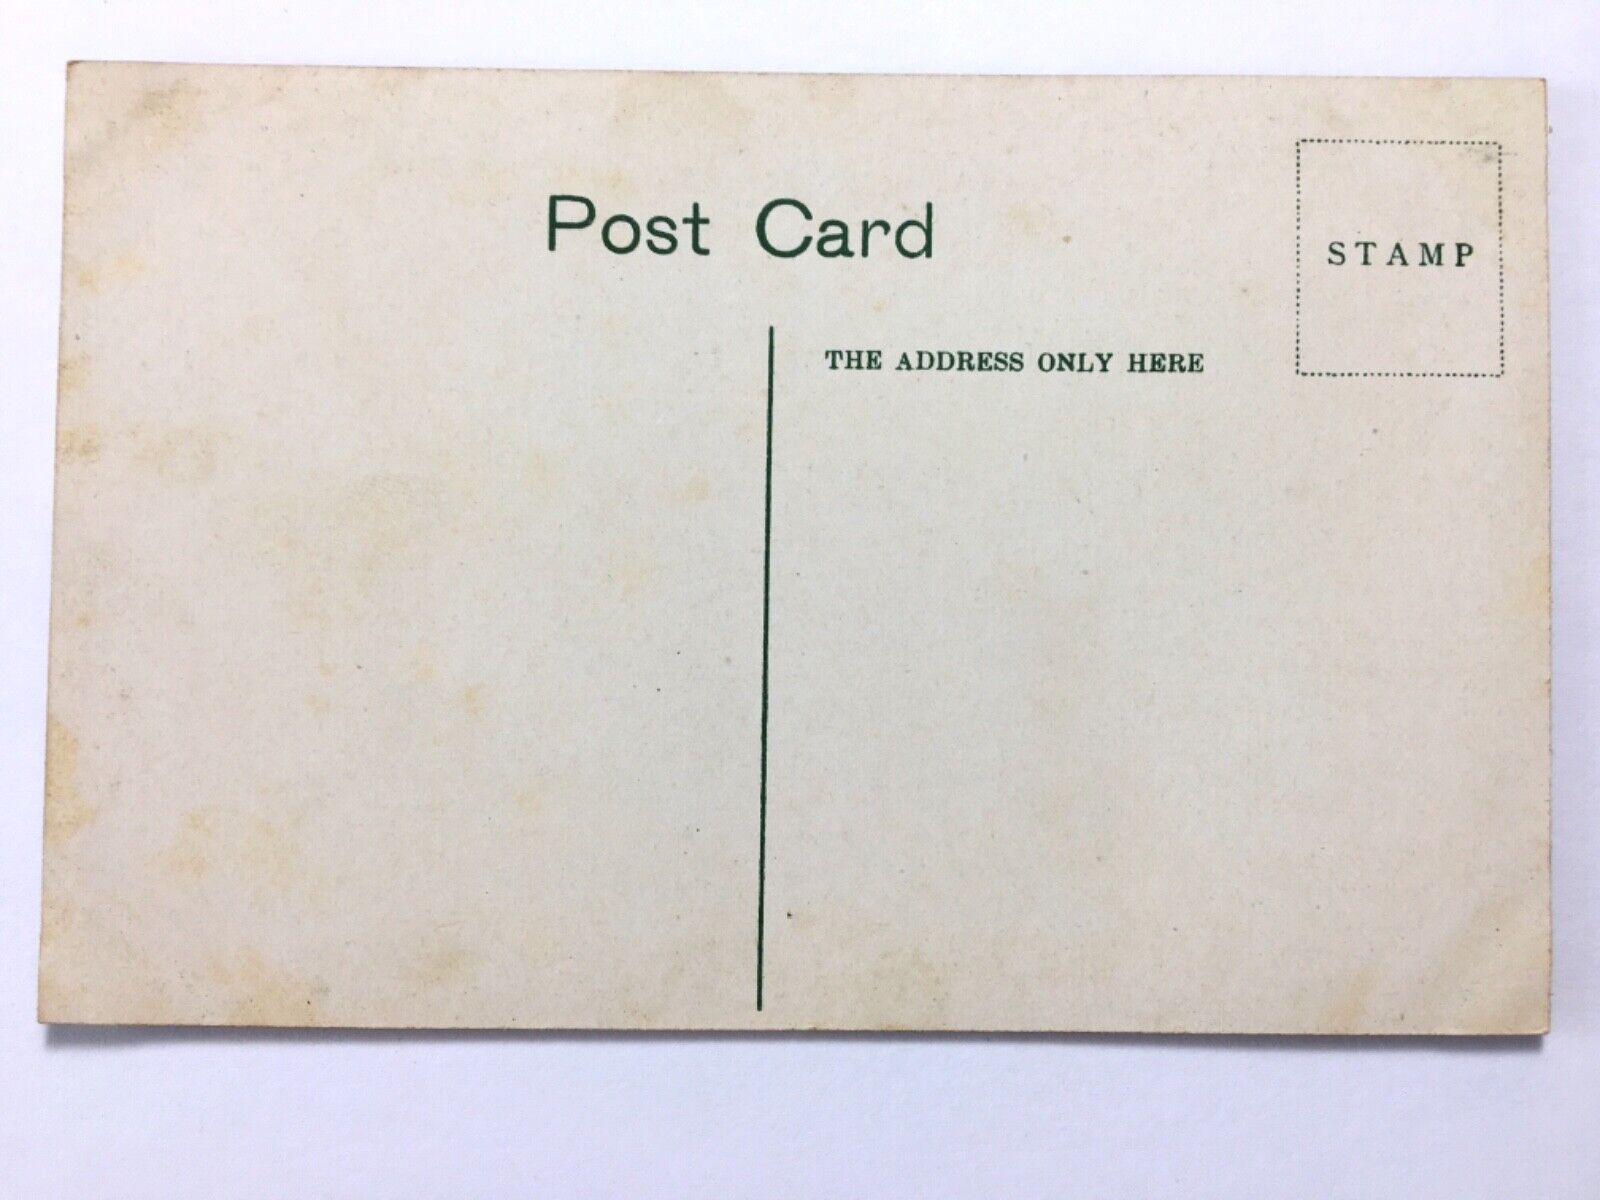 Post Card
STAMP
THE ADDRESS ONLY HERE